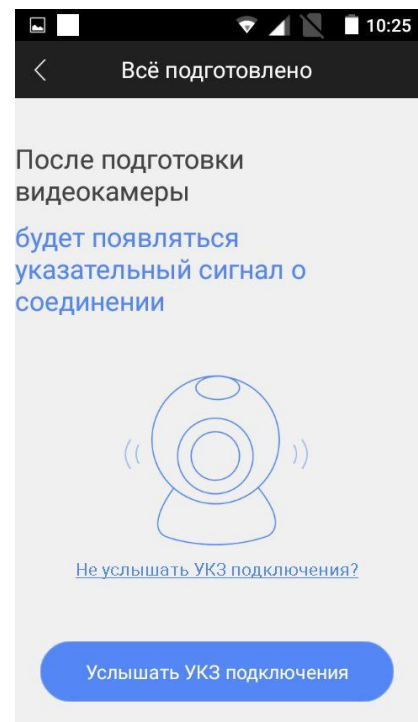 10:25
Всё подготовлено
После подготовки
видеокамеры
будет появляться
указательный сигнал о
соединении
Не услышать УКЗ подключения?
Услышать УКЗ подключения